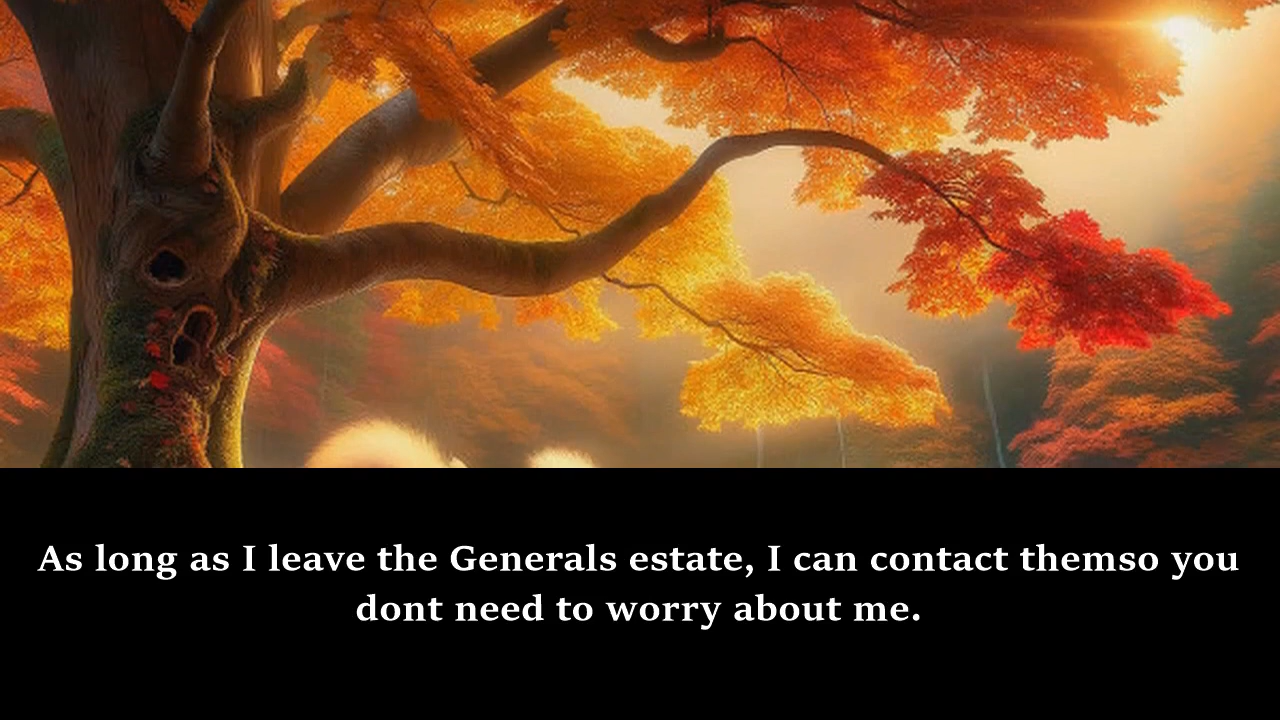 As long as I leave the Generals estate, I can contact themso you
dont need to worry about me.